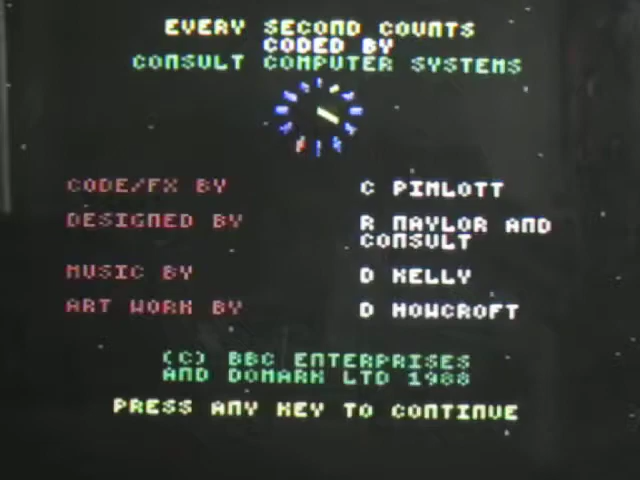 EVERY SECOND COUNTS
CODED BY
CONSULT COMPUTER SYSTEMS
CODE/FX BY C PIMLOTT
DESIGNED BY R NAYLOR AND
CONSULT
MUSIC BY D KELLY
ART WORK BY D HOWCROFT
(C) BBC ENTERPRISES
AND DOMARK LTD 1988
PRESS ANY KEY TO CONTINUE